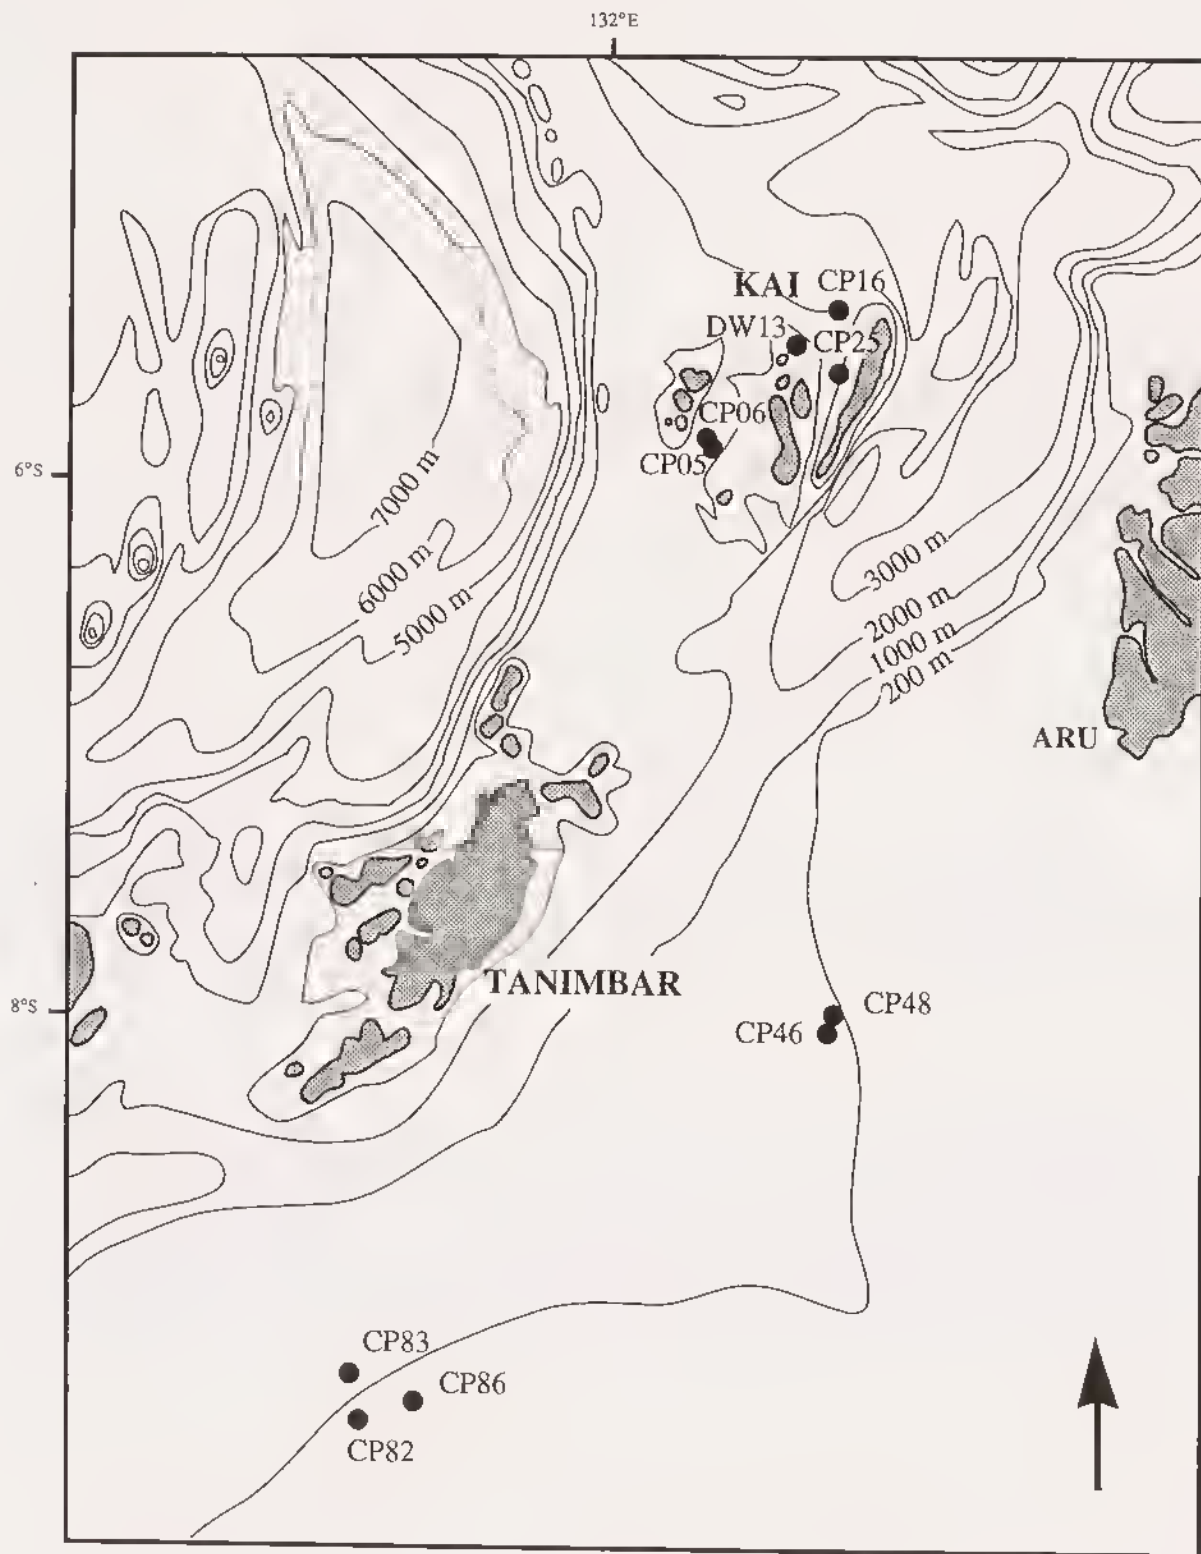 132°E
KAI CP16
DW13 CP25
CP06
CP05
6°S
7000 m
6000 m
5000 m
3000 m
2000 m
1000 m
200 m
ARU
TANIMBAR
8°S
CP48
CP46
CP83
CP86
CP82